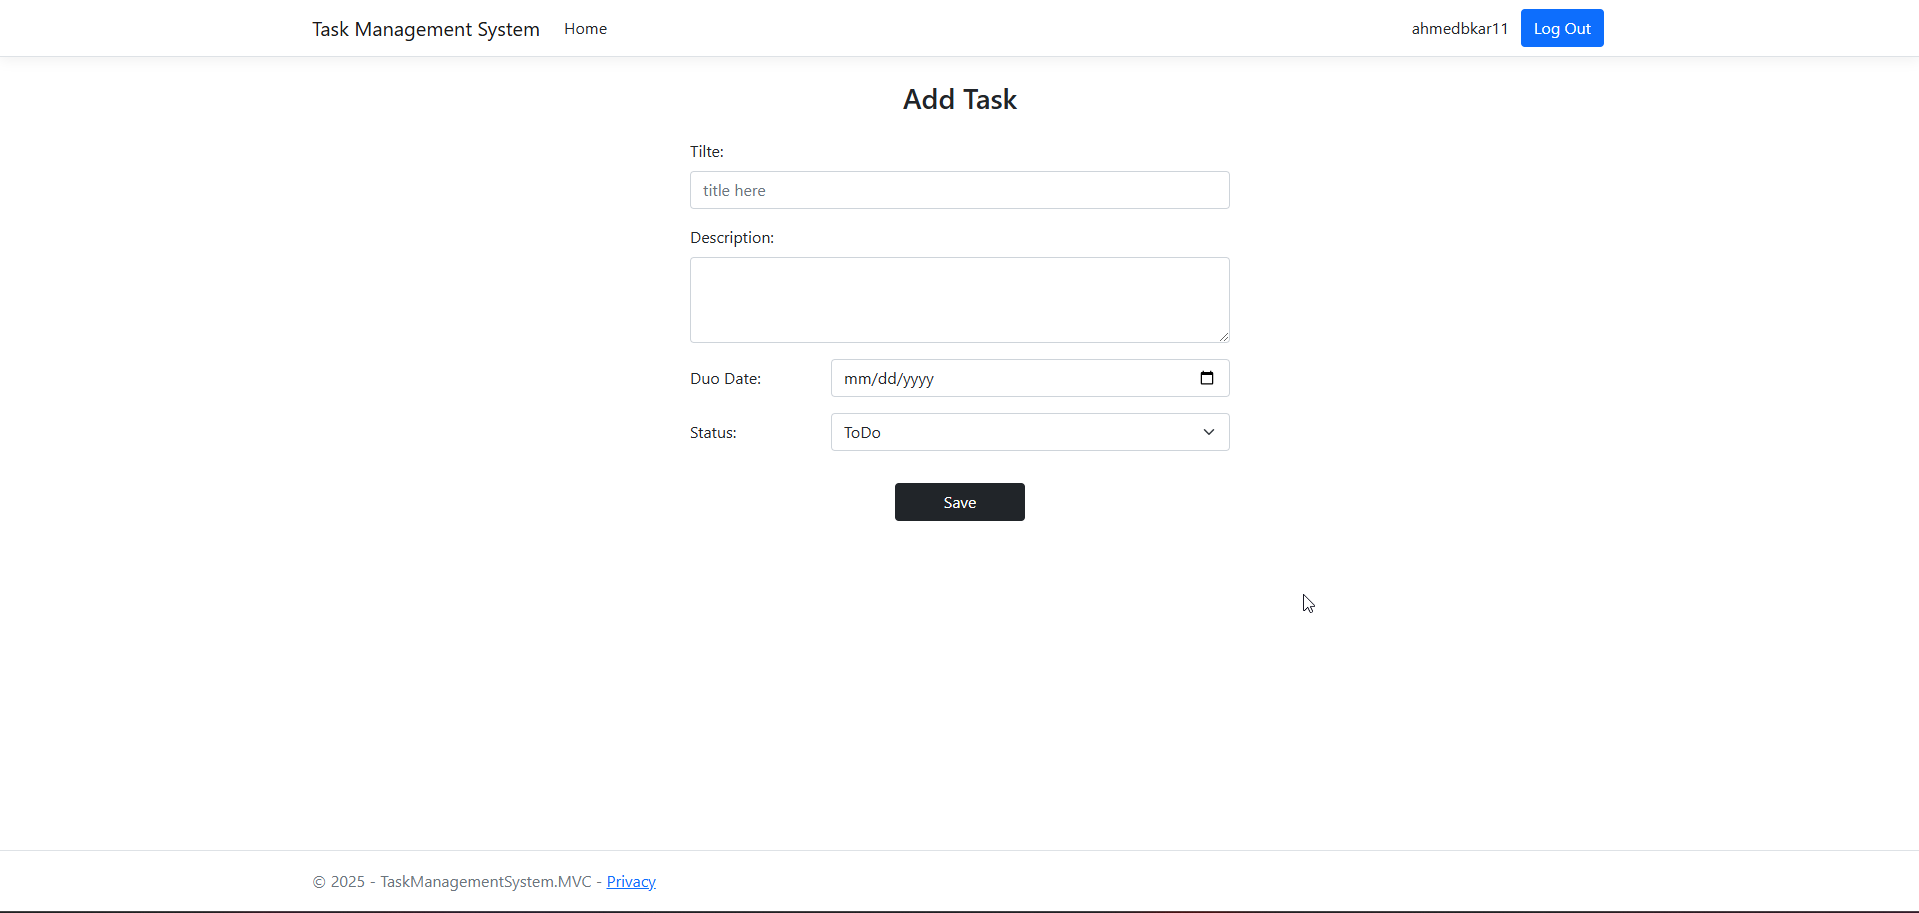 Task Management System Home ahmedbkar11 Log Out
Add Task
Tilte:
title here
Description:
Duo Date: mm/dd/yyyy
Status: ToDo
Save
© 2025 - TaskManagementSystem.MVC - Privacy